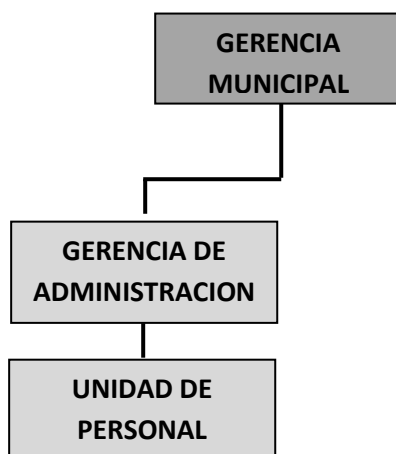 GERENCIA
MUNICIPAL
GERENCIA DE
ADMINISTRACION
UNIDAD DE
PERSONAL